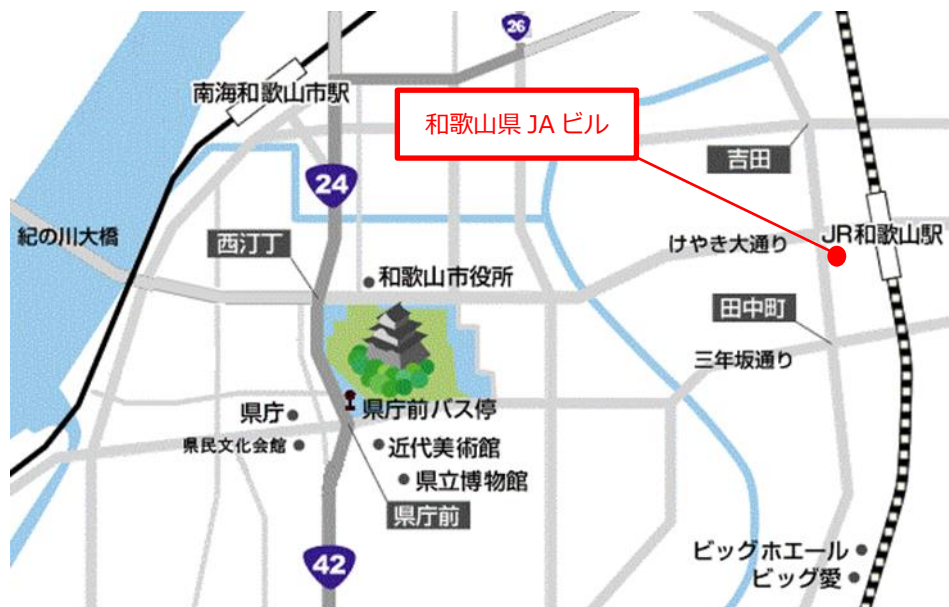 26
南海和歌山市駅
和歌山県 JA ビル
吉田
24
紀の川大橋
西汀丁
けやき大通り
JR和歌山駅
和歌山市役所
田中町
三年坂通り
県庁前バス停
県庁
県民文化会館
近代美術館
県立博物館
県庁前
42
ビッグホエール
ビッグ愛